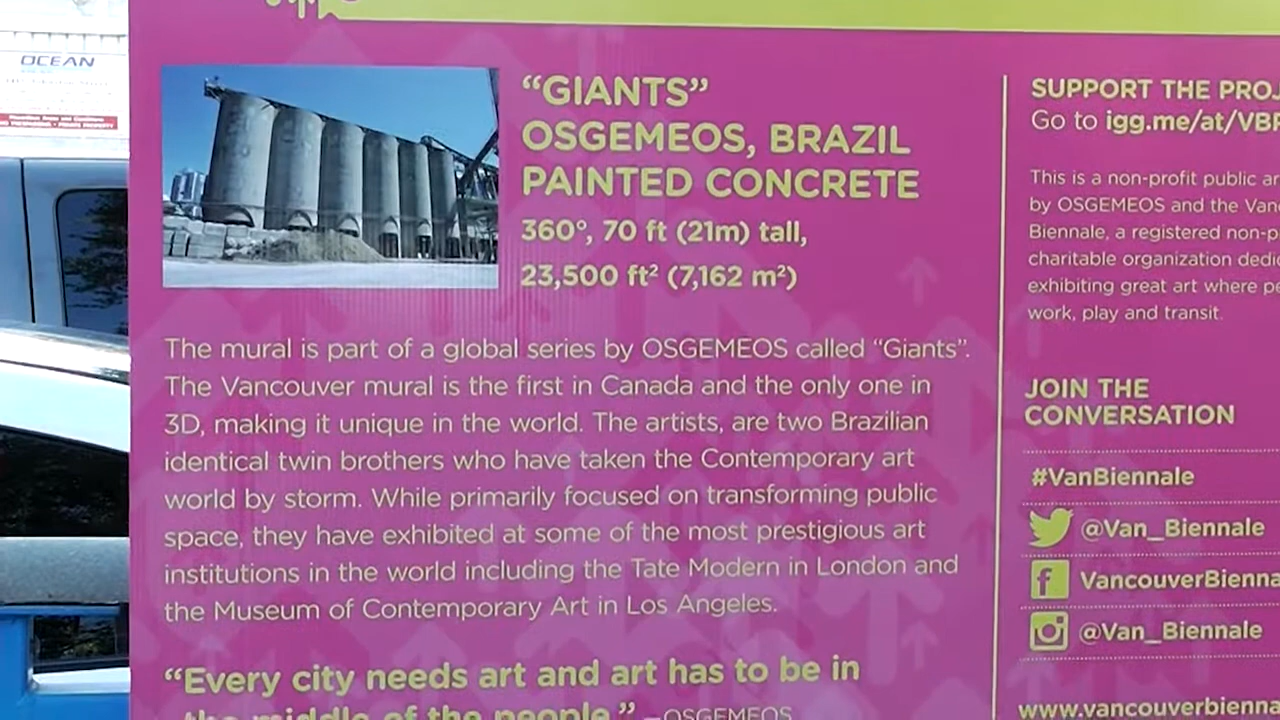 OCEAN
"GIANTS"
OSGEMEOS, BRAZIL
PAINTED CONCRETE
360°, 70 ft (21m) tall,
23,500 ft² (7,162 m²)
The mural is part of a global series by OSGEMEOS called "Giants".
The Vancouver mural is the first in Canada and the only one in
3D, making it unique in the world. The artists, are two Brazilian
identical twin brothers who have taken the Contemporary art
world by storm. While primarily focused on transforming public
space, they have exhibited at some of the most prestigious art
institutions in the world including the Tate Modern in London and
the Museum of Contemporary Art in Los Angeles.
"Every city needs art and art has to be in
the middle of the people." —OSGEMEOS
SUPPORT THE PROJ
Go to igg.me/at/VB
This is a non-profit public ar
by OSGEMEOS and the Van
Biennale, a registered non-p
charitable organization dedi
exhibiting great art where pe
work, play and transit.
JOIN THE
CONVERSATION
#VanBiennale
@Van_Biennale
VancouverBienna
@Van_Biennale
www.vancouverbienna